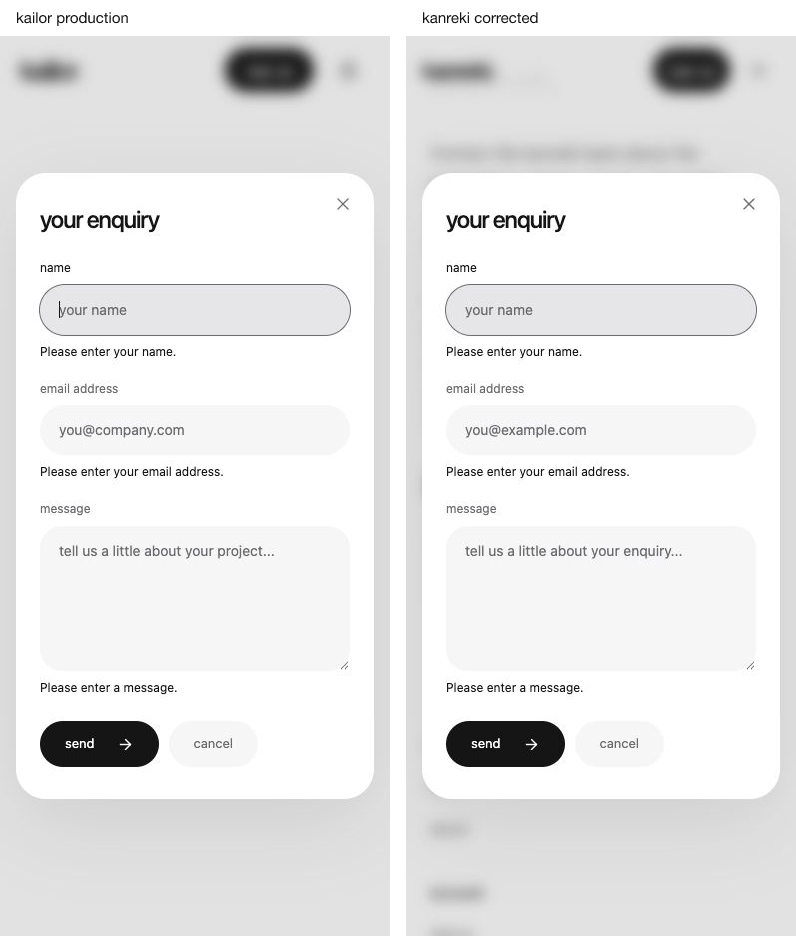 kailor production
your enquiry
name
your name
Please enter your name.
email address
you@company.com
Please enter your email address.
message
tell us a little about your project...
Please enter a message.
send
cancel
kanreki corrected
your enquiry
name
your name
Please enter your name.
email address
you@example.com
Please enter your email address.
message
tell us a little about your enquiry...
Please enter a message.
send
cancel